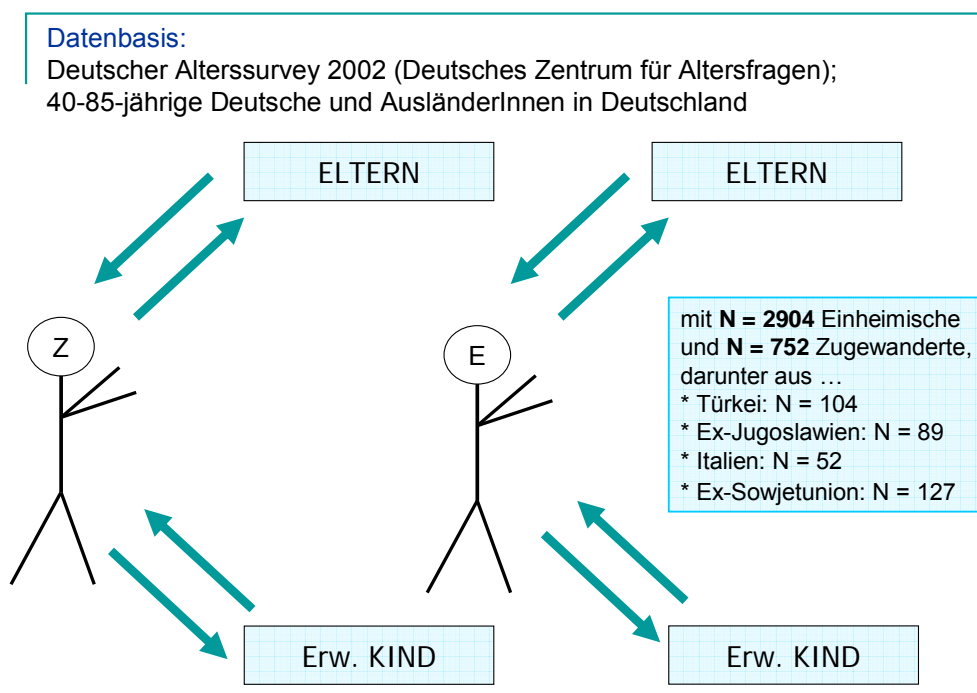 Datenbasis:
Deutscher Alterssurvey 2002 (Deutsches Zentrum für Altersfragen);
40-85-jährige Deutsche und AusländerInnen in Deutschland
ELTERN
ELTERN
Z
E
mit N = 2904 Einheimische
und N = 752 Zugewanderte,
darunter aus …
* Türkei: N = 104
* Ex-Jugoslawien: N = 89
* Italien: N = 52
* Ex-Sowjetunion: N = 127
Erw. KIND
Erw. KIND